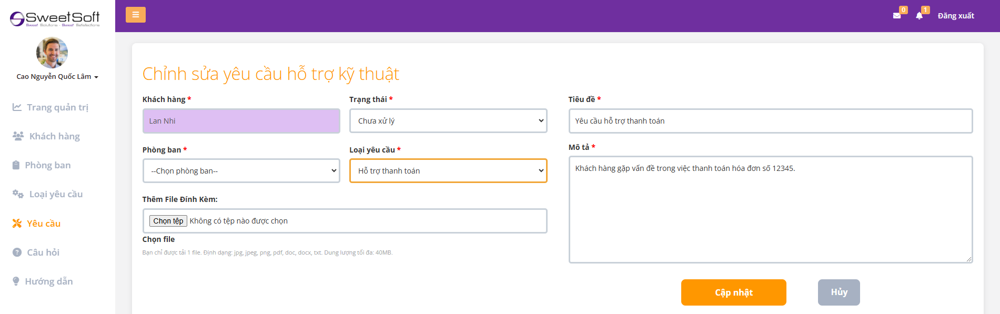 SweetSoft
Sweet Solutions - Sweet Satisfactions
Cao Nguyễn Quốc Lâm
Trang quản trị
Khách hàng
Phòng ban
Loại yêu cầu
Yêu cầu
Câu hỏi
Hướng dẫn
0
1
Đăng xuất
Chỉnh sửa yêu cầu hỗ trợ kỹ thuật
Khách hàng *
Lan Nhi
Trạng thái *
Chưa xử lý
Phòng ban *
--Chọn phòng ban--
Loại yêu cầu *
Hỗ trợ thanh toán
Thêm File Đính Kèm:
Chọn tệp Không có tệp nào được chọn
Chọn file
Bạn chỉ được tải 1 file. Định dạng: jpg, jpeg, png, pdf, doc, docx, txt. Dung lượng tối đa: 40MB.
Tiêu đề *
Yêu cầu hỗ trợ thanh toán
Mô tả *
Khách hàng gặp vấn đề trong việc thanh toán hóa đơn số 12345.
Cập nhật
Hủy